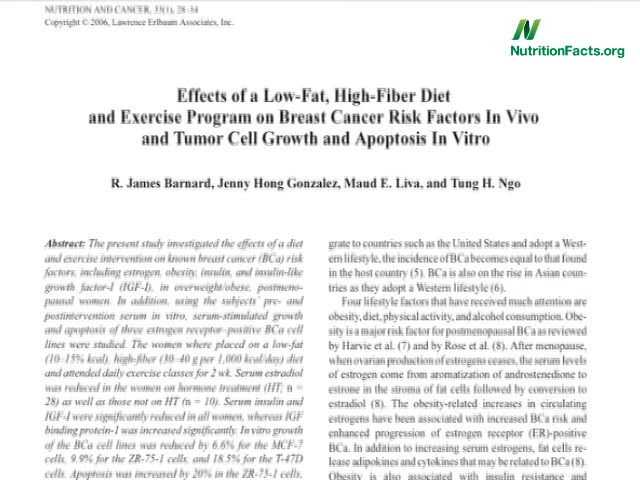 NUTRITION AND CANCER, 55(1), 28–34
Copyright © 2006, Lawrence Erlbaum Associates, Inc.
NutritionFacts.org
Effects of a Low-Fat, High-Fiber Diet
and Exercise Program on Breast Cancer Risk Factors In Vivo
and Tumor Cell Growth and Apoptosis In Vitro
R. James Barnard, Jenny Hong Gonzalez, Maud E. Liva, and Tung H. Ngo
Abstract: The present study investigated the effects of a diet
and exercise intervention on known breast cancer (BCa) risk
factors, including estrogen, obesity, insulin, and insulin-like
growth factor-I (IGF-I), in overweight/obese, postmeno-
pausal women. In addition, using the subjects' pre- and
postintervention serum in vitro, serum-stimulated growth
and apoptosis of three estrogen receptor–positive BCa cell
lines were studied. The women where placed on a low-fat
(10–15% kcal), high-fiber (30–40 g per 1,000 kcal/day) diet
and attended daily exercise classes for 2 wk. Serum estradiol
was reduced in the women on hormone treatment (HT; n =
28) as well as those not on HT (n = 10). Serum insulin and
IGF-I were significantly reduced in all women, whereas IGF
binding protein-1 was increased significantly. In vitro growth
of the BCa cell lines was reduced by 6.6% for the MCF-7
cells, 9.9% for the ZR-75-1 cells, and 18.5% for the T-47D
cells. Apoptosis was increased by 20% in the ZR-75-1 cells,
grate to countries such as the United States and adopt a West-
ern lifestyle, the incidence of BCa becomes equal to that found
in the host country (5). BCa is also on the rise in Asian coun-
tries as they adopt a Western lifestyle (6).
Four lifestyle factors that have received much attention are
obesity, diet, physical activity, and alcohol consumption. Obe-
sity is a major risk factor for postmenopausal BCa as reviewed
by Harvie et al. (7) and by Rose et al. (8). After menopause,
when ovarian production of estrogens ceases, the serum levels
of estrogen come from aromatization of androstenedione to
estrone in the stroma of fat cells followed by conversion to
estradiol (8). The obesity-related increases in circulating
estrogens have been associated with increased BCa risk and
enhanced progression of estrogen receptor (ER)-positive
BCa. In addition to increasing serum estrogens, fat cells re-
lease adipokines and cytokines that may be related to BCa (8).
Obesity is also associated with insulin resistance and